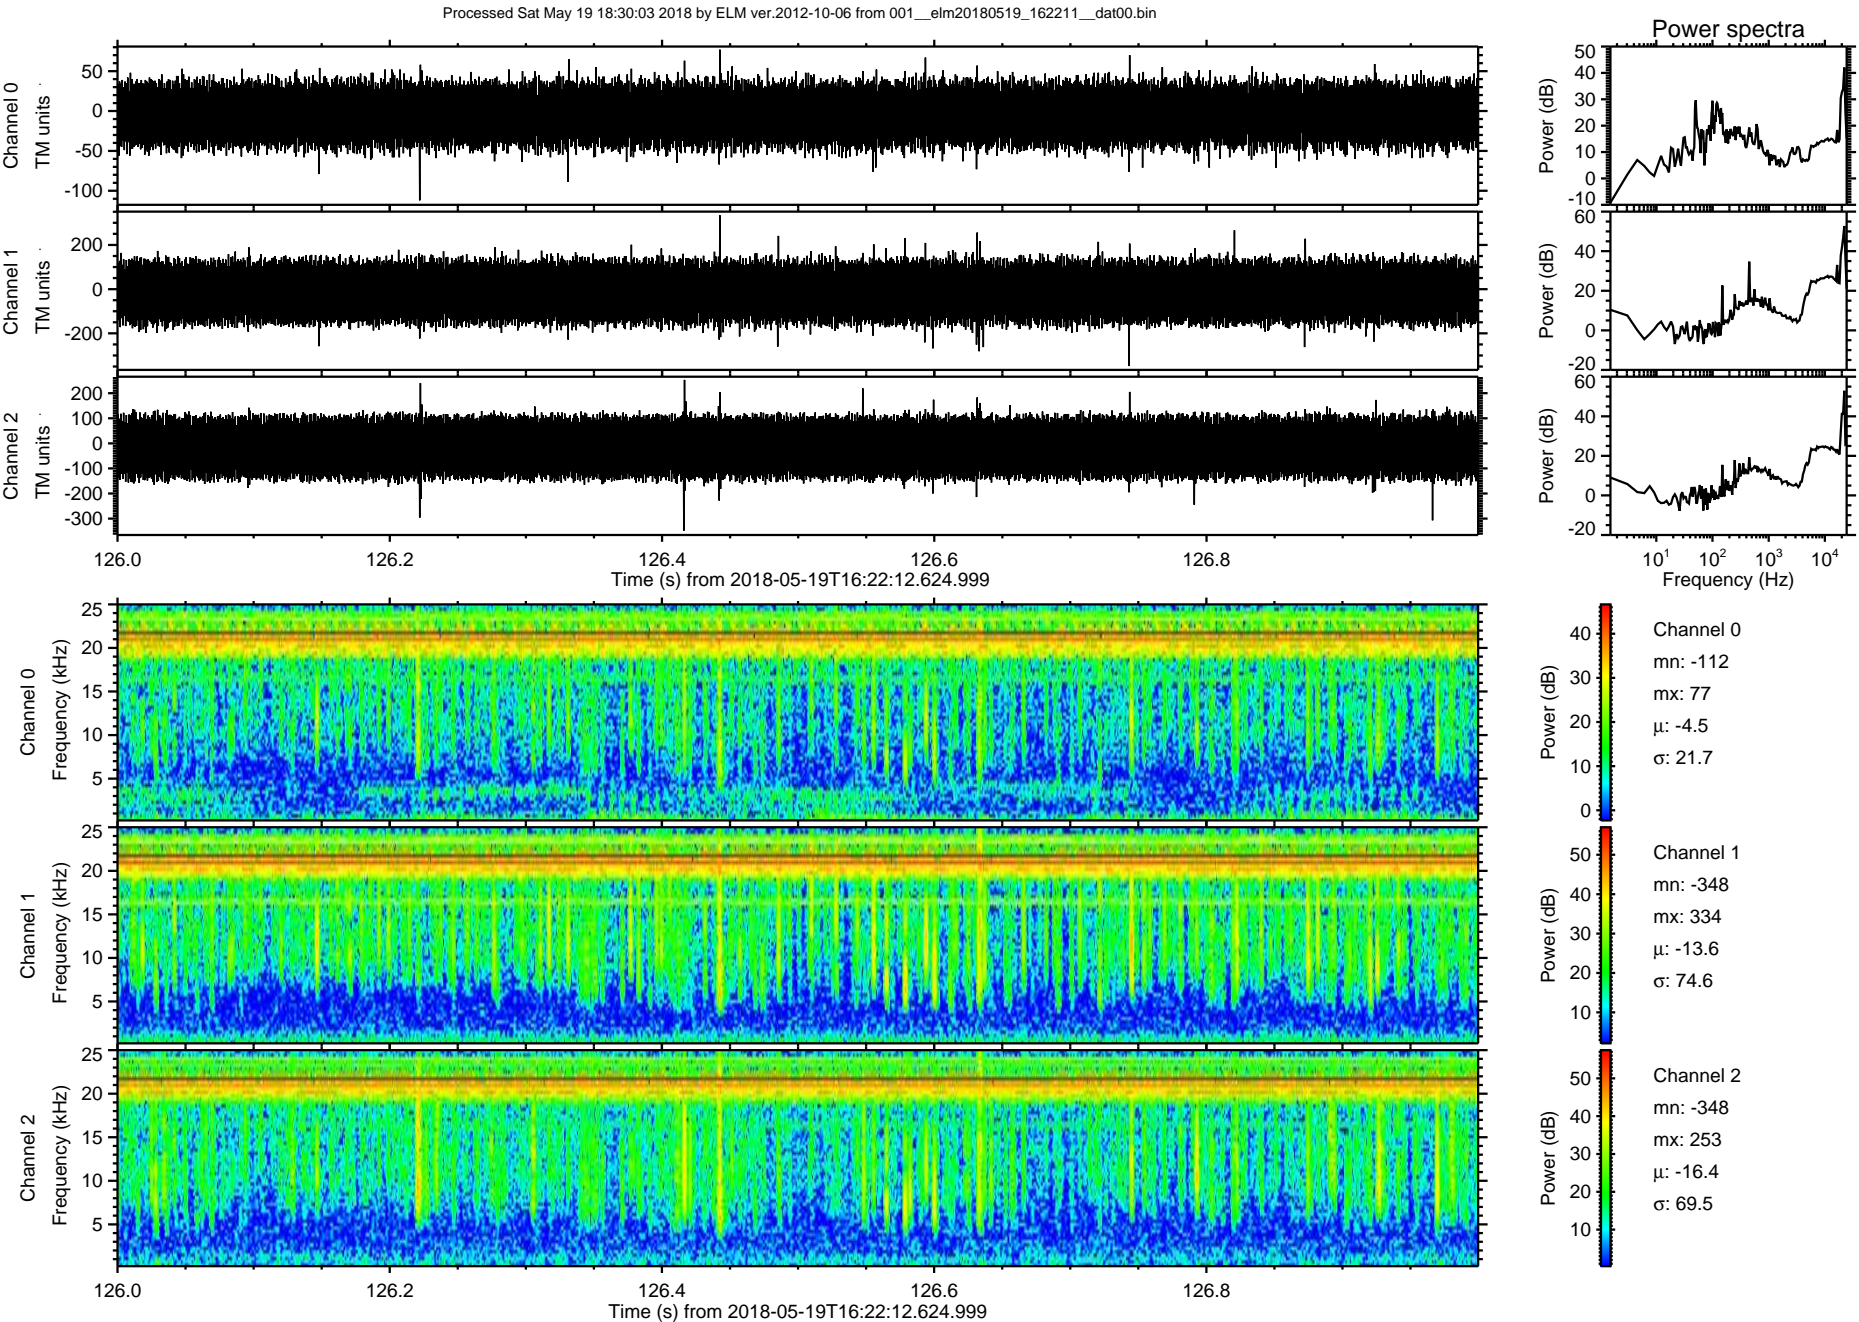 Processed Sat May 19 18:30:03 2018 by ELM ver.2012-10-06 from 001__elm20180519_162211__dat00.bin
Power spectra
Channel 0
TM units
50
0
-50
-100
Power (dB)
50
40
30
20
10
0
-10
Channel 1
TM units
200
0
-200
Power (dB)
60
40
20
0
-20
Channel 2
TM units
200
100
0
-100
-200
-300
Power (dB)
60
40
20
0
-20
126.0 126.2 126.4 126.6 126.8
Time (s) from 2018-05-19T16:22:12.624.999
10^1 10^2 10^3 10^4
Frequency (Hz)
Channel 0
Frequency (kHz)
25
20
15
10
5
Power (dB)
40
30
20
10
0
Channel 0
mn: -112
mx: 77
μ: -4.5
σ: 21.7
Channel 1
Frequency (kHz)
25
20
15
10
5
Power (dB)
50
40
30
20
10
Channel 1
mn: -348
mx: 334
μ: -13.6
σ: 74.6
Channel 2
Frequency (kHz)
25
20
15
10
5
Power (dB)
50
40
30
20
10
Channel 2
mn: -348
mx: 253
μ: -16.4
σ: 69.5
126.0 126.2 126.4 126.6 126.8
Time (s) from 2018-05-19T16:22:12.624.999